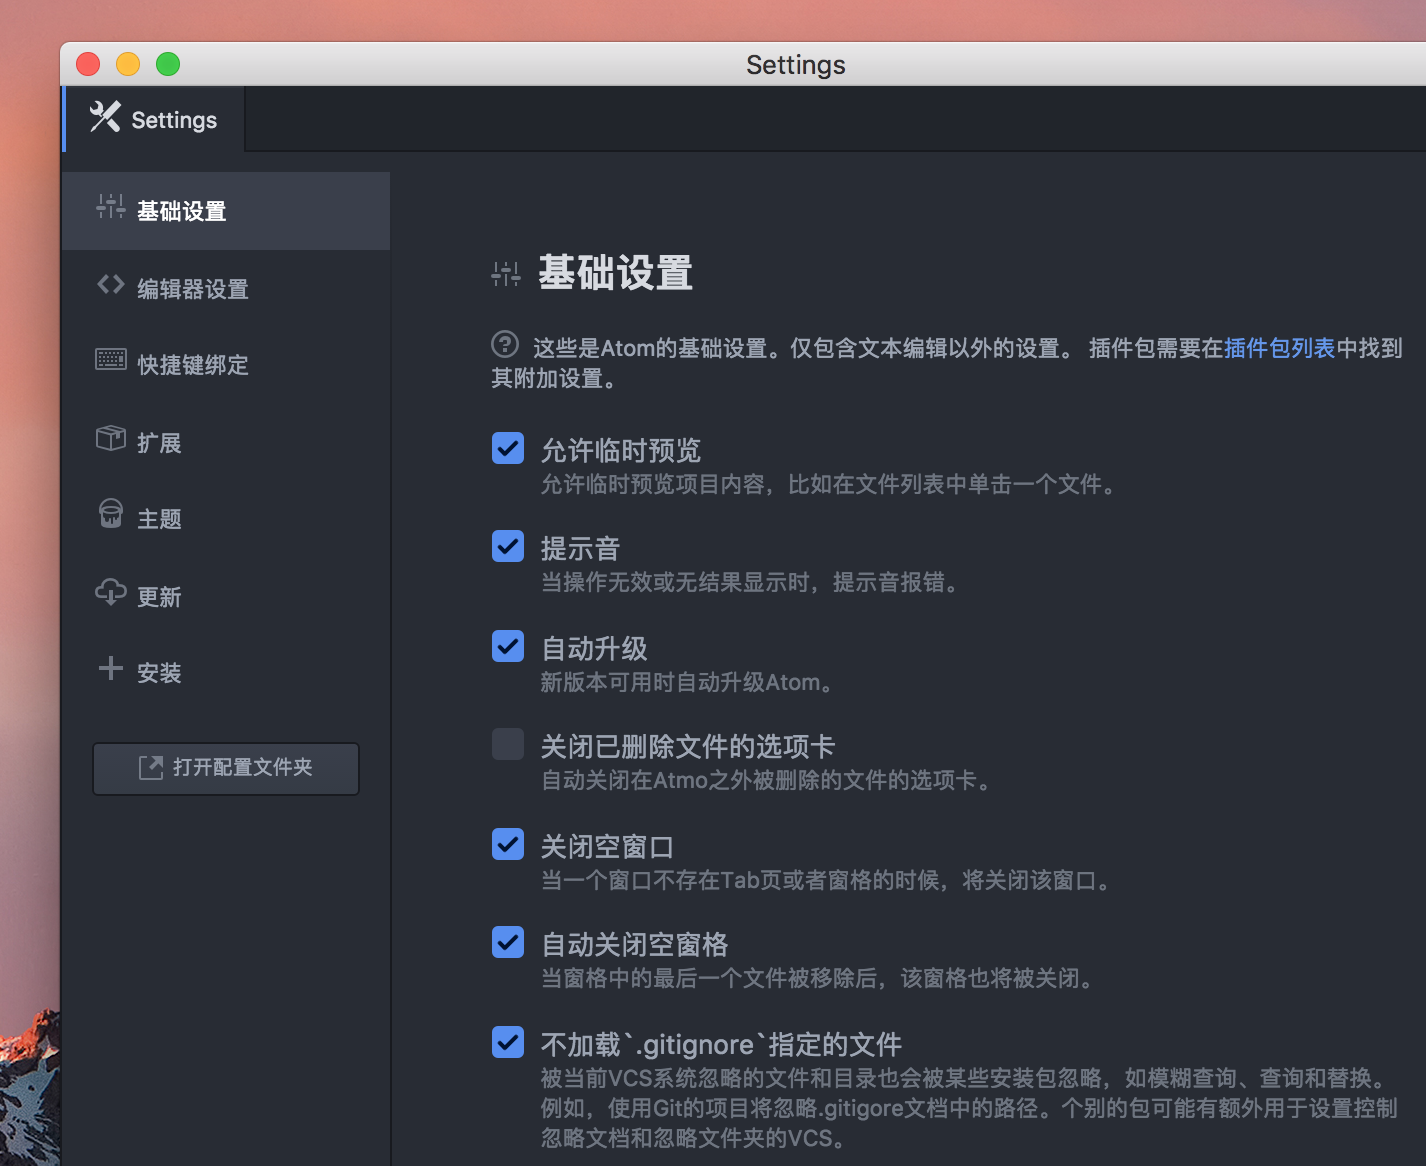 Settings
Settings
基础设置
编辑器设置
快捷键绑定
扩展
主题
更新
安装
打开配置文件夹
基础设置
这些是Atom的基础设置。仅包含文本编辑以外的设置。 插件包需要在插件包列表中找到
其附加设置。
允许临时预览
允许临时预览项目内容，比如在文件列表中单击一个文件。
提示音
当操作无效或无结果显示时，提示音报错。
自动升级
新版本可用时自动升级Atom。
关闭已删除文件的选项卡
自动关闭在Atmo之外被删除的文件的选项卡。
关闭空窗口
当一个窗口不存在Tab页或者窗格的时候，将关闭该窗口。
自动关闭空窗格
当窗格中的最后一个文件被移除后，该窗格也将被关闭。
不加载`.gitignore`指定的文件
被当前VCS系统忽略的文件和目录也会被某些安装包忽略，如模糊查询、查询和替换。
例如，使用Git的项目将忽略.gitigore文档中的路径。个别的包可能有额外用于设置控制
忽略文档和忽略文件夹的VCS。